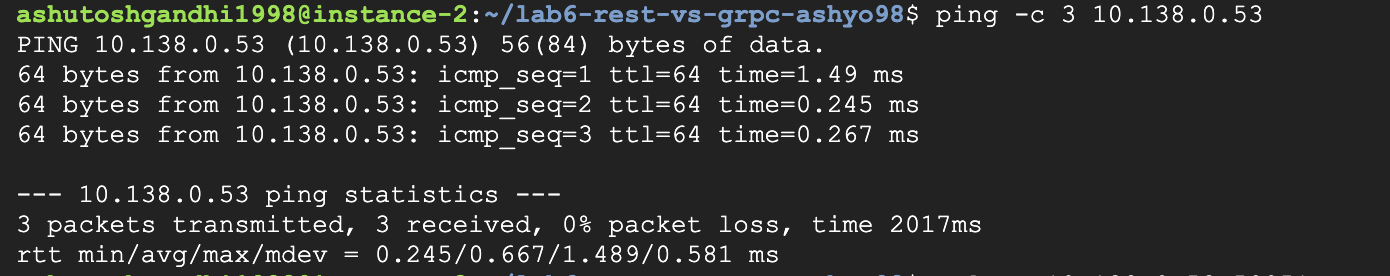 ashutoshgandhi1998@instance-2:~/lab6-rest-vs-grpc-ashyo98$ ping -c 3 10.138.0.53
PING 10.138.0.53 (10.138.0.53) 56(84) bytes of data.
64 bytes from 10.138.0.53: icmp_seq=1 ttl=64 time=1.49 ms
64 bytes from 10.138.0.53: icmp_seq=2 ttl=64 time=0.245 ms
64 bytes from 10.138.0.53: icmp_seq=3 ttl=64 time=0.267 ms
--- 10.138.0.53 ping statistics ---
3 packets transmitted, 3 received, 0% packet loss, time 2017ms
rtt min/avg/max/mdev = 0.245/0.667/1.489/0.581 ms